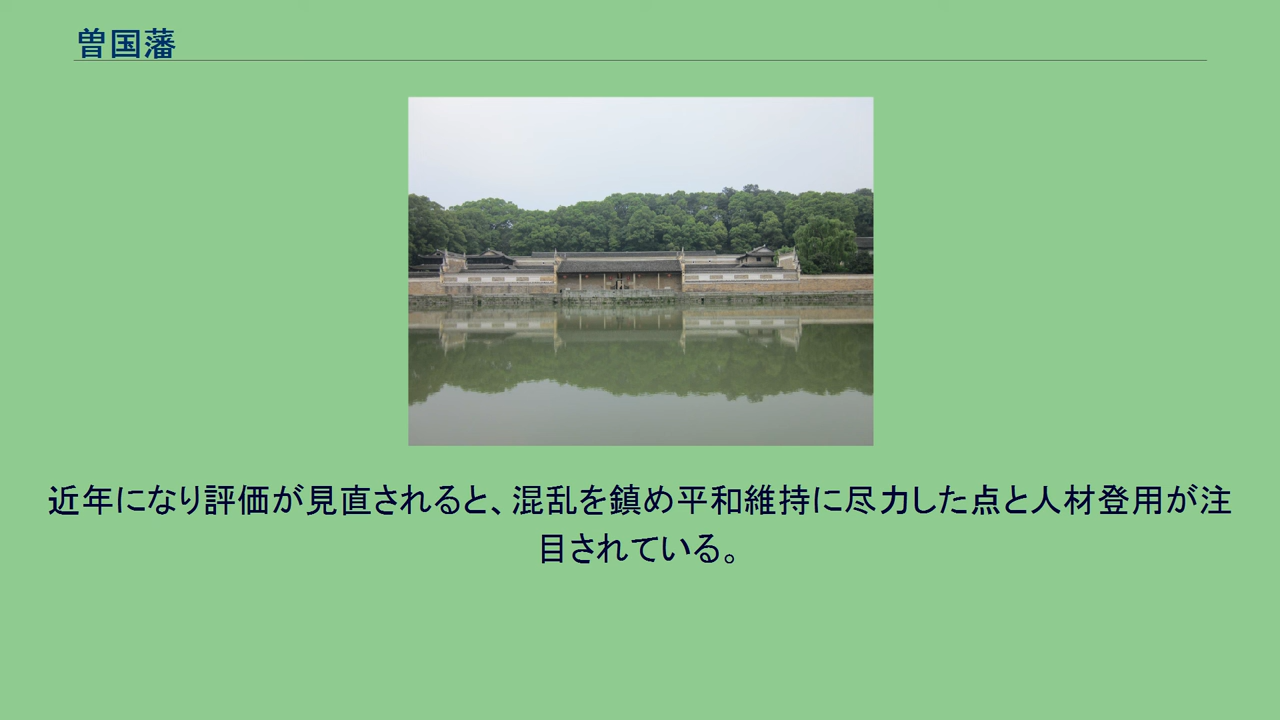 曽国藩
近年になり評価が見直されると、混乱を鎮め平和維持に尽力した点と人材登用が注
目されている。